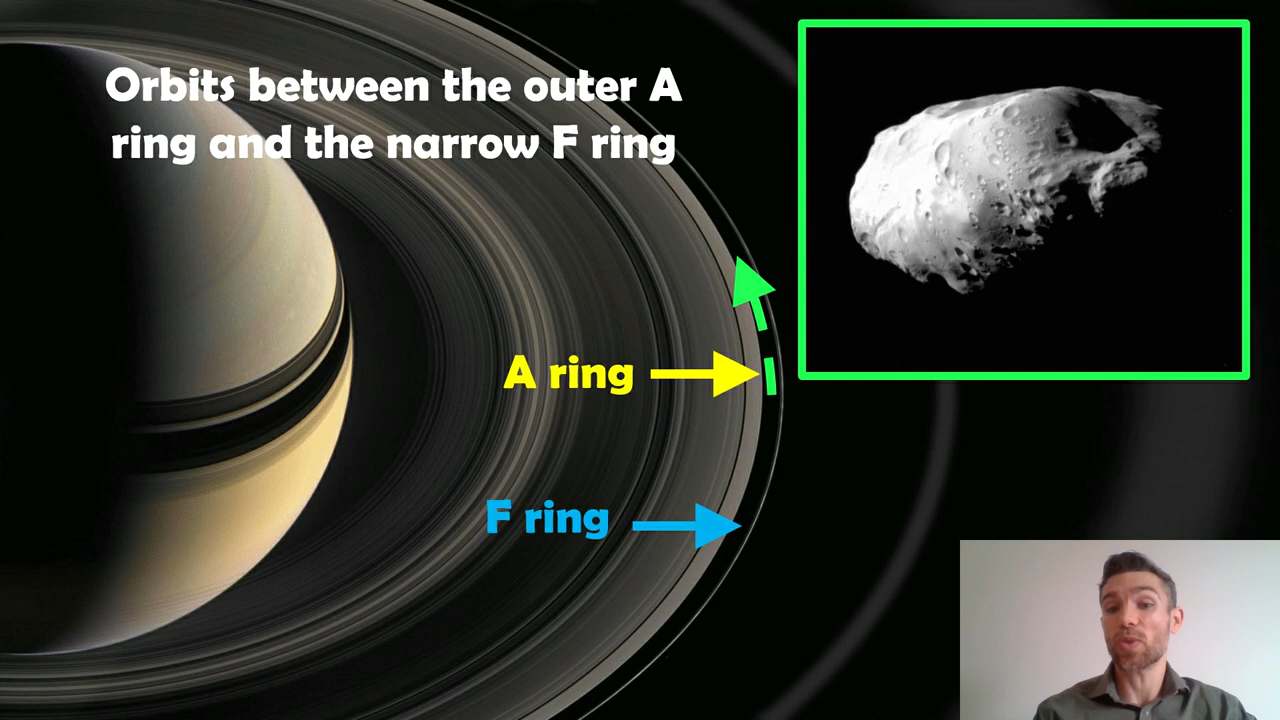 Orbits between the outer A
ring and the narrow F ring
A ring
F ring